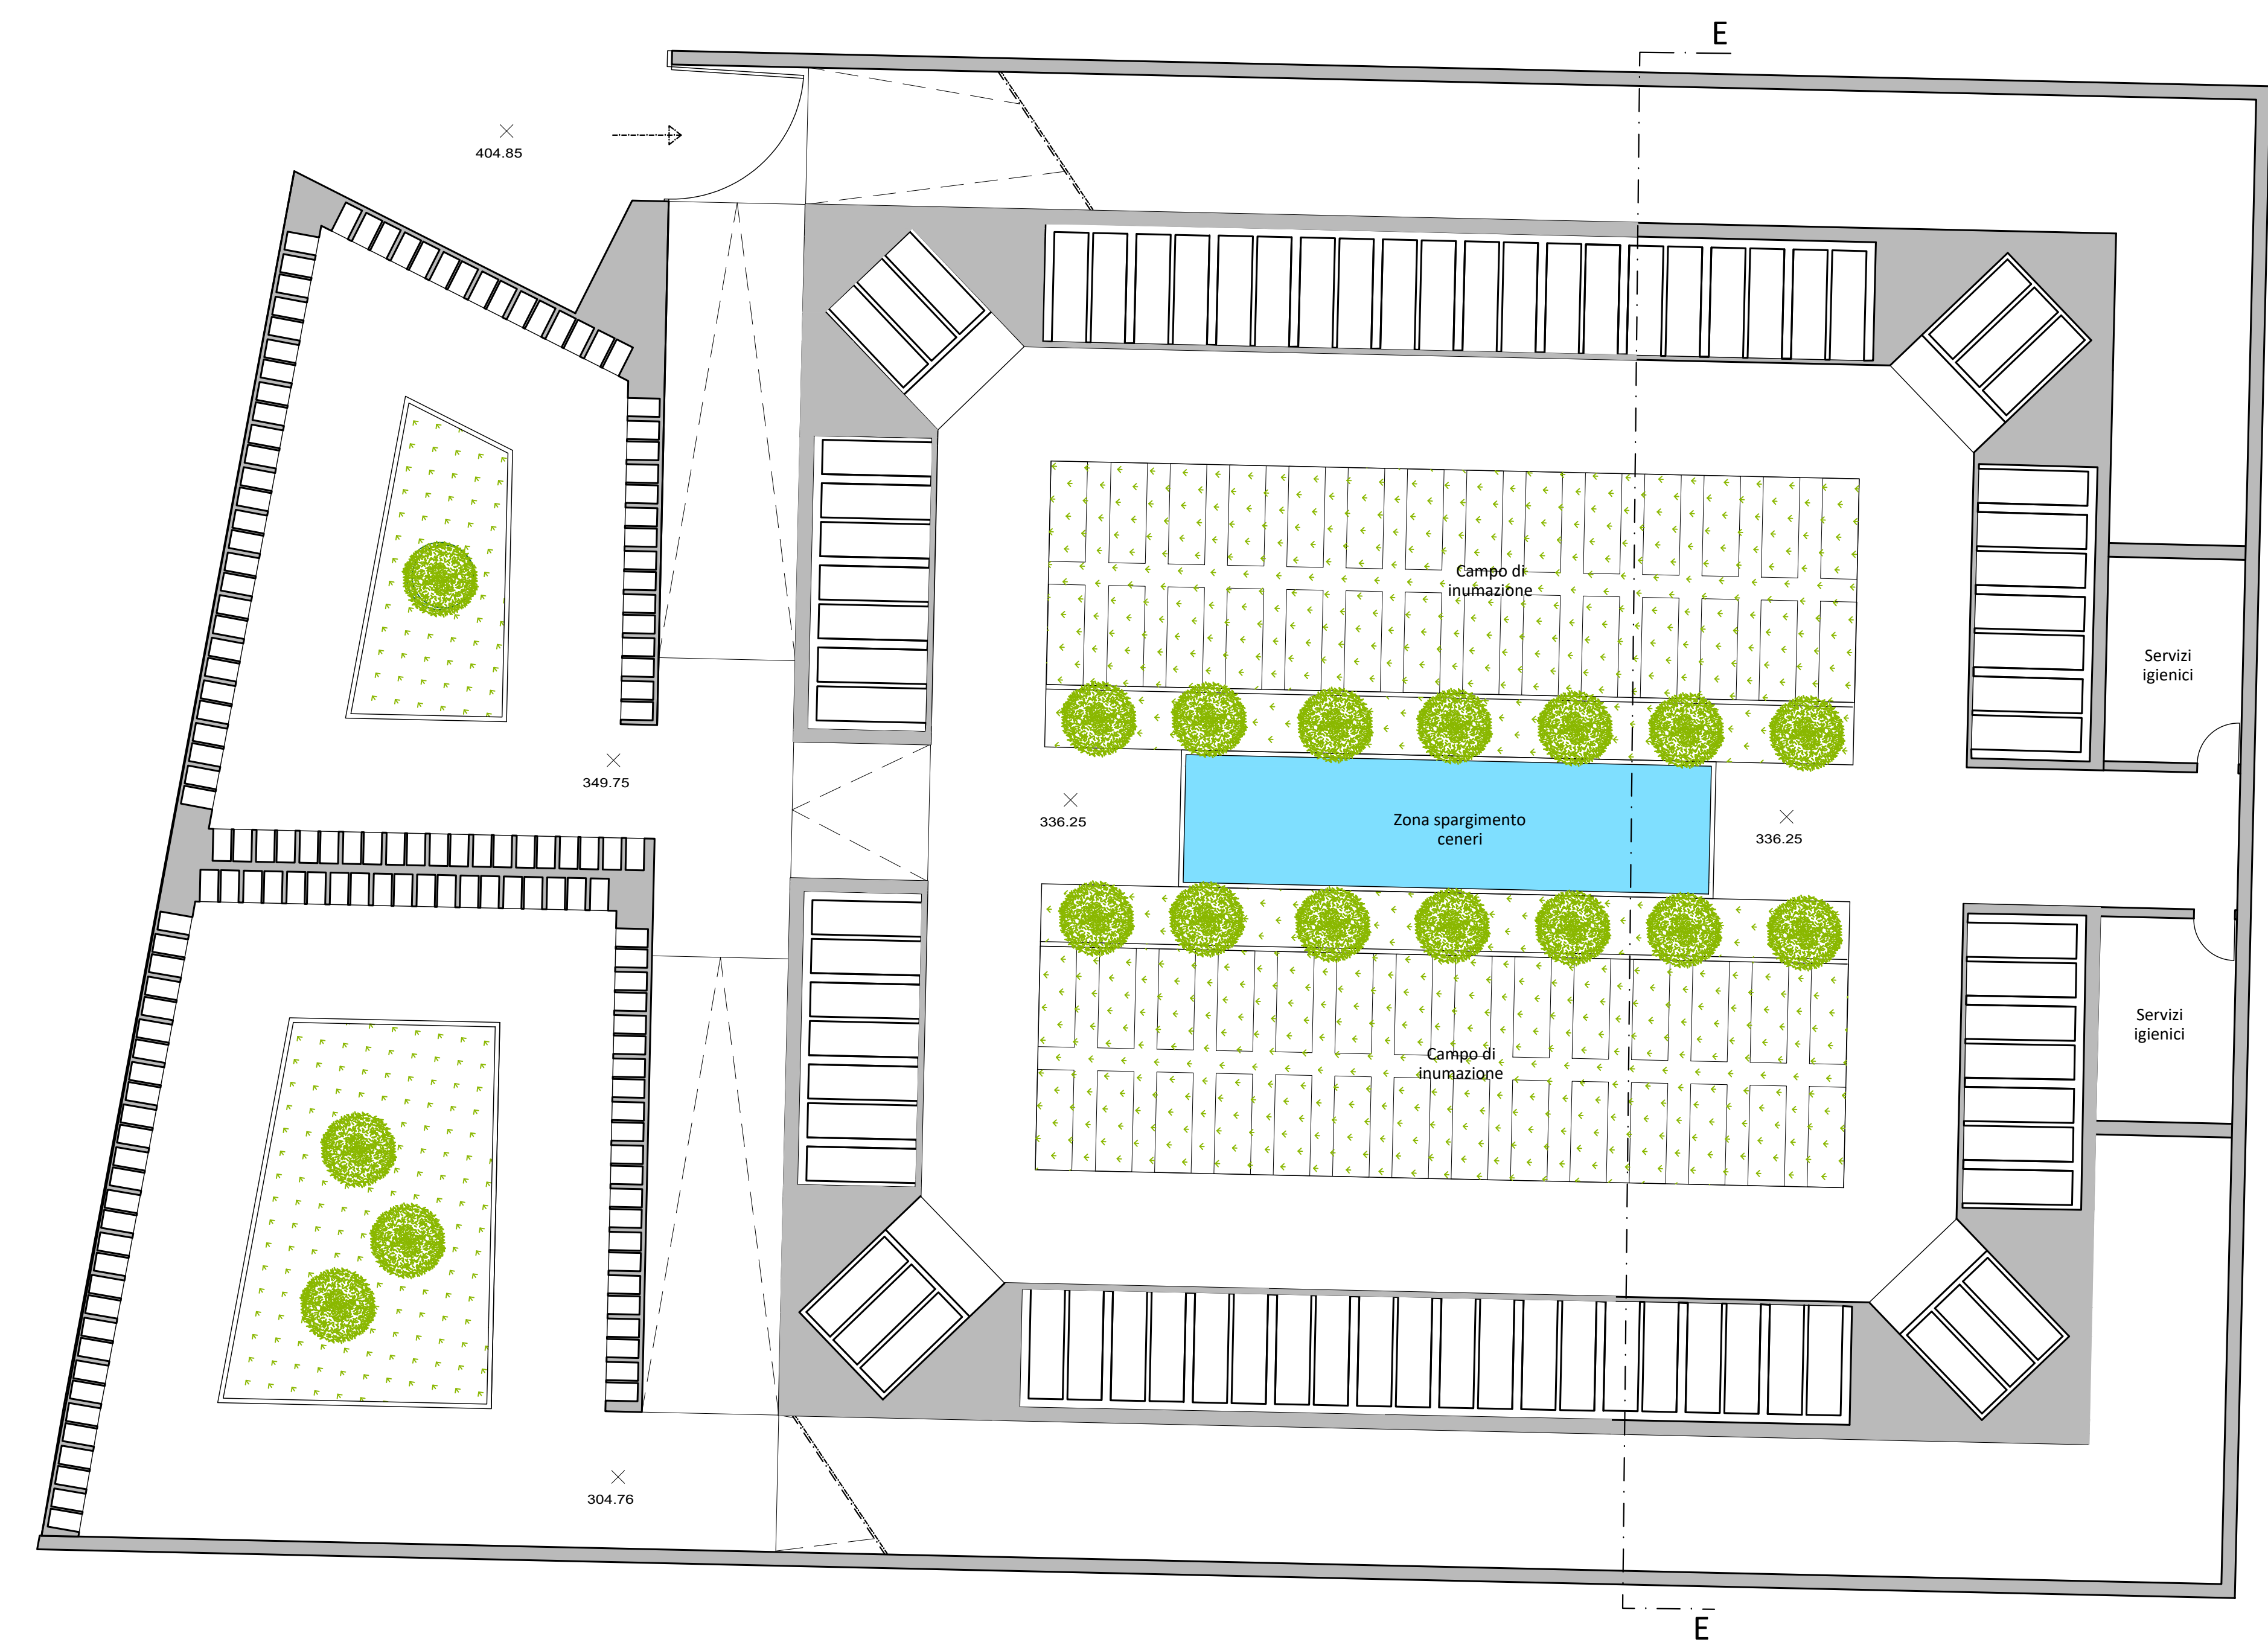 E
404.85
Campo di
inumazione
Servizi
igienici
349.75
336.25
Zona spargimento
ceneri
336.25
Servizi
igienici
Campo di
inumazione
304.76
E